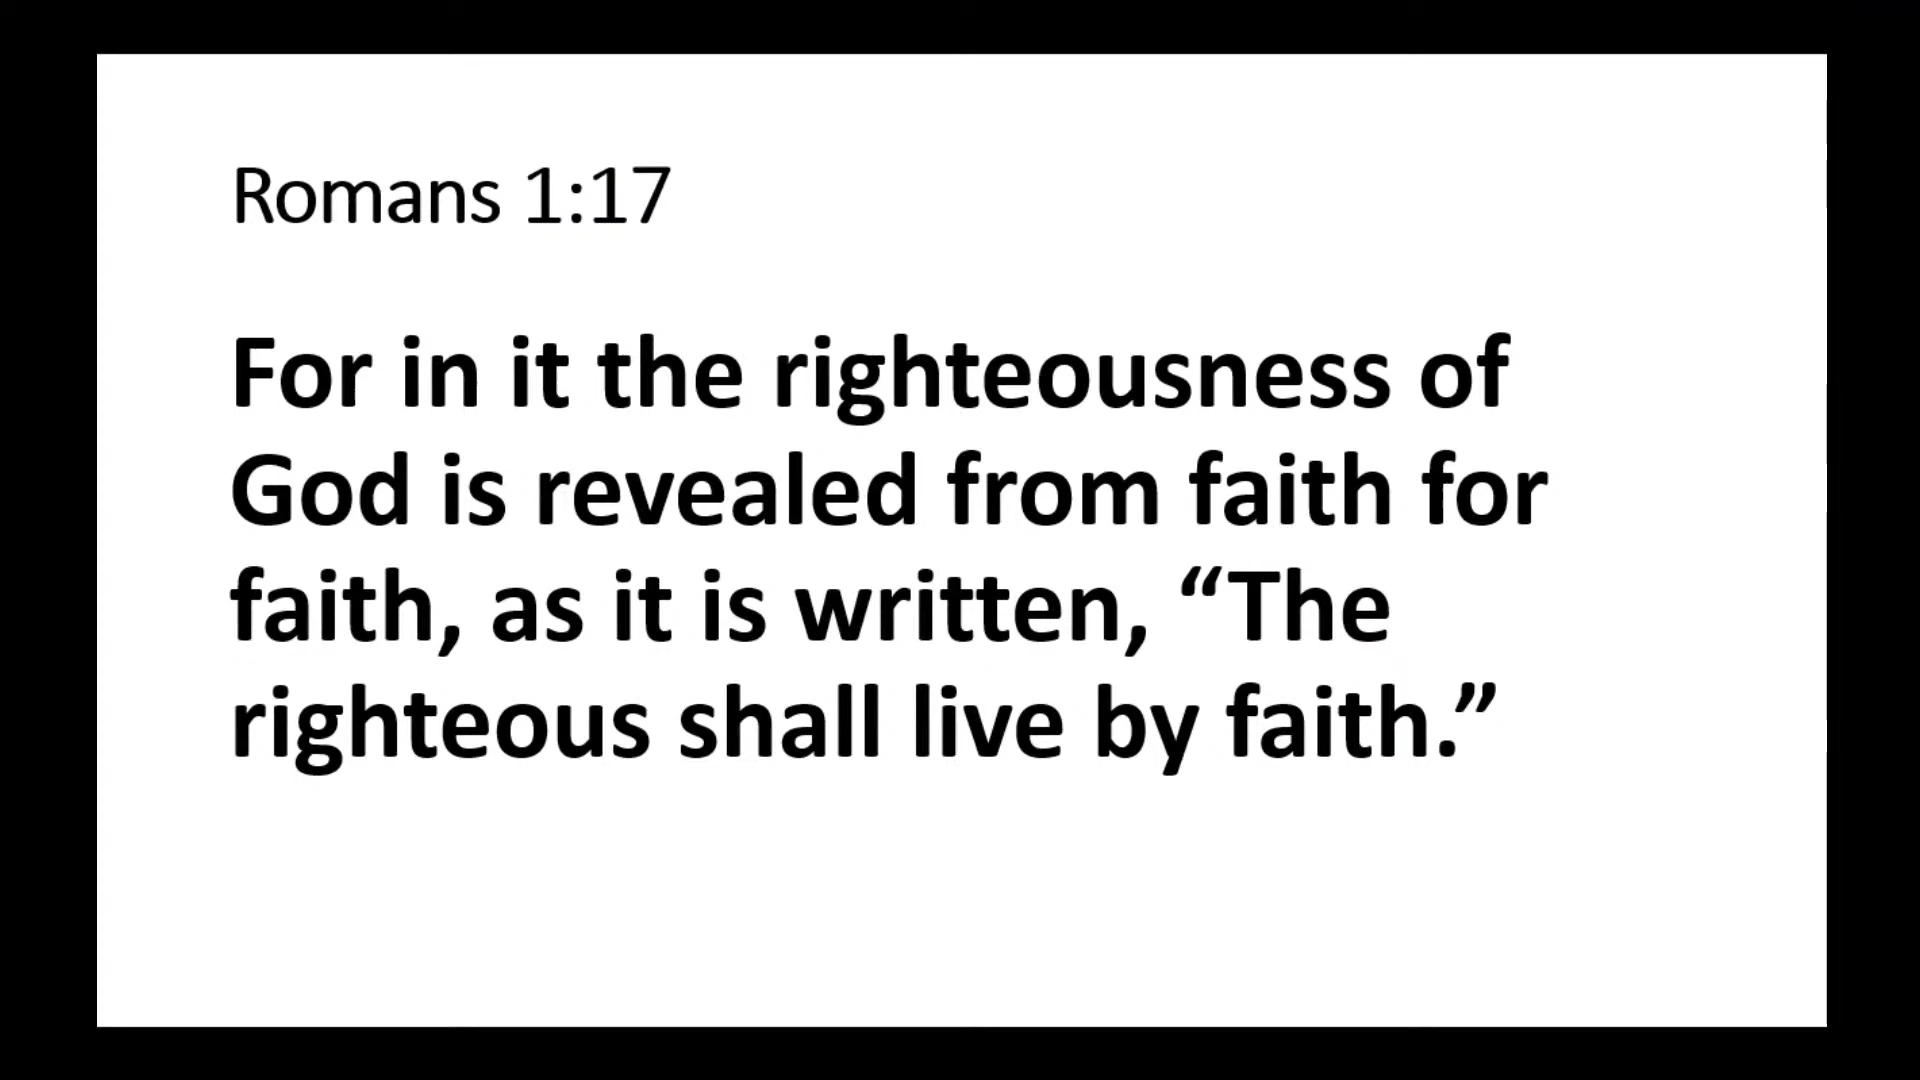 Romans 1:17
For in it the righteousness of
God is revealed from faith for
faith, as it is written, “The
righteous shall live by faith.”